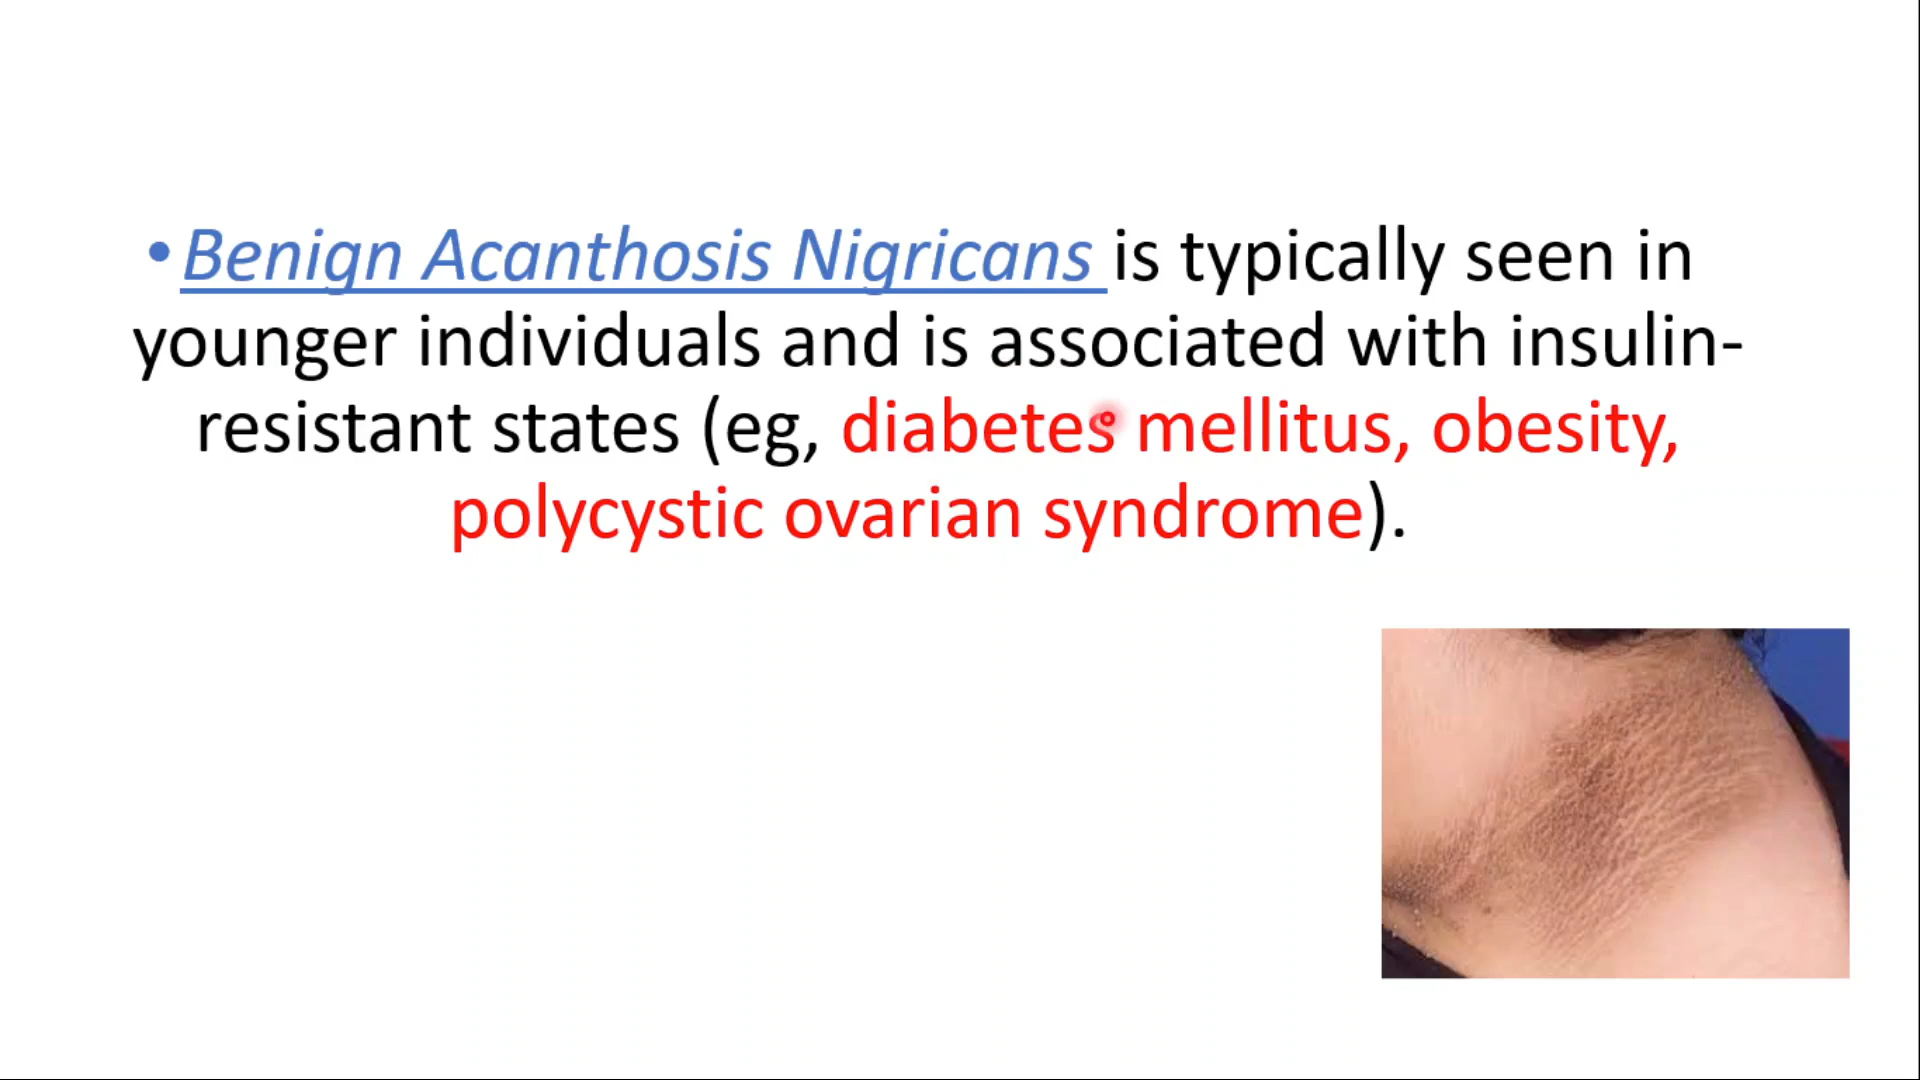 •Benign Acanthosis Nigricans is typically seen in
younger individuals and is associated with insulin-
resistant states (eg, diabetes mellitus, obesity,
polycystic ovarian syndrome).